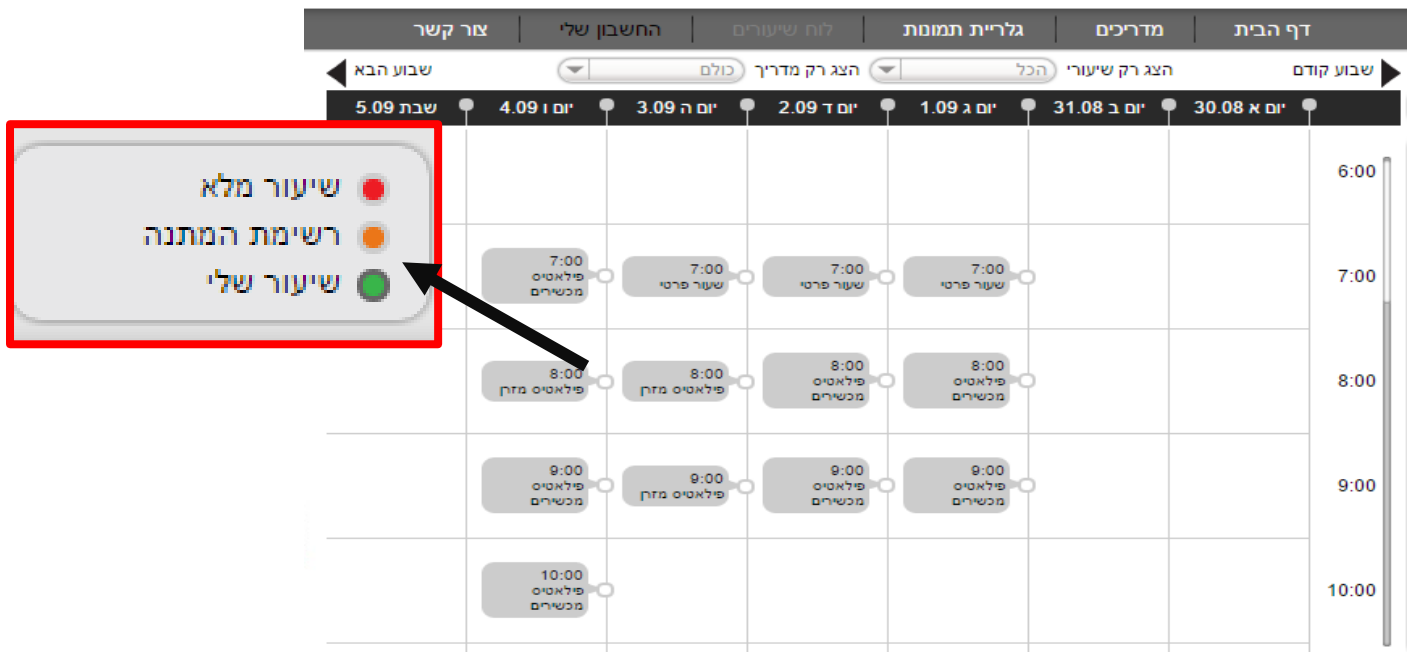 דף הבית
מדריכים
גלריית תמונות
לוח שיעורים
החשבון שלי
צור קשר
שבוע קודם
הצג רק שיעורי
הכל
הצג רק מדריך
כולם
שבוע הבא
יום א 30.08
יום ב 31.08
יום ג 1.09
יום ד 2.09
יום ה 3.09
יום ו 4.09
שבת 5.09
שיעור מלא
רשימת המתנה
שיעור שלי
6:00
7:00
7:00
שעור פרטי
7:00
שעור פרטי
7:00
שעור פרטי
7:00
פילאטיס
מכשירים
8:00
8:00
פילאטיס
מכשירים
8:00
פילאטיס
מכשירים
8:00
פילאטיס מזרן
8:00
פילאטיס מזרן
9:00
9:00
פילאטיס
מכשירים
9:00
פילאטיס
מכשירים
9:00
פילאטיס מזרן
9:00
פילאטיס
מכשירים
10:00
10:00
פילאטיס
מכשירים